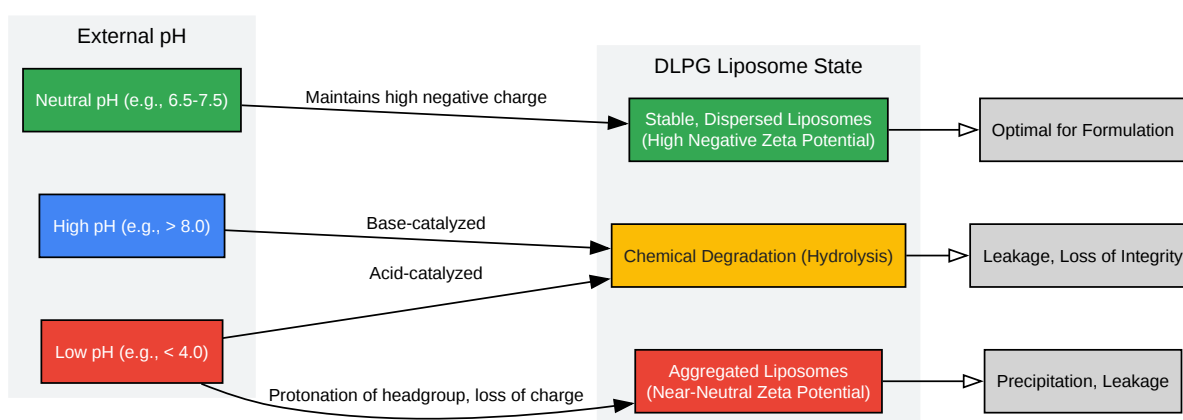 External pH
Neutral pH (e.g., 6.5-7.5)
High pH (e.g., > 8.0)
Low pH (e.g., < 4.0)
Maintains high negative charge
Base-catalyzed
Acid-catalyzed
Protonation of headgroup, loss of charge
DLPG Liposome State
Stable, Dispersed Liposomes
(High Negative Zeta Potential)
Chemical Degradation (Hydrolysis)
Aggregated Liposomes
(Near-Neutral Zeta Potential)
Optimal for Formulation
Leakage, Loss of Integrity
Precipitation, Leakage